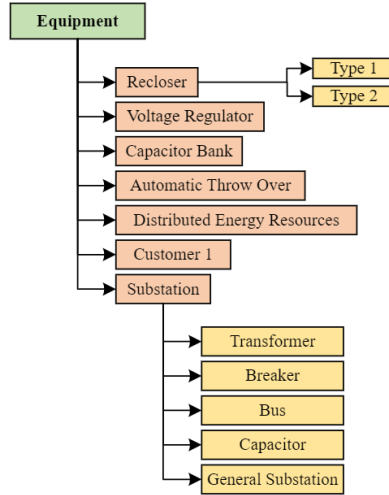 Equipment
Recloser
Type 1
Type 2
Voltage Regulator
Capacitor Bank
Automatic Throw Over
Distributed Energy Resources
Customer 1
Substation
Transformer
Breaker
Bus
Capacitor
General Substation